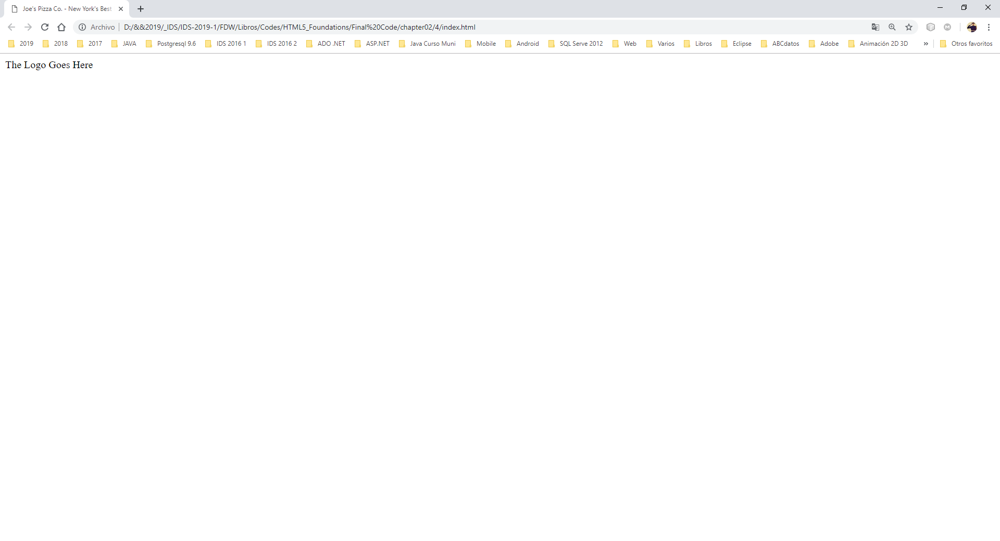 Joe's Pizza Co. - New York's Best
Archivo D:/&&2019/_IDS/IDS-2019-1/FDW/Libros/Codes/HTML5_Foundations/Final%20Code/chapter02/4/index.html
2019 2018 2017 JAVA Postgresql 9.6 IDS 2016 1 IDS 2016 2 ADO .NET ASP.NET Java Curso Muni Mobile Android SQL Serve 2012 Web Varios Libros Eclipse ABCdatos Adobe Animación 2D 3D » Otros favoritos
The Logo Goes Here